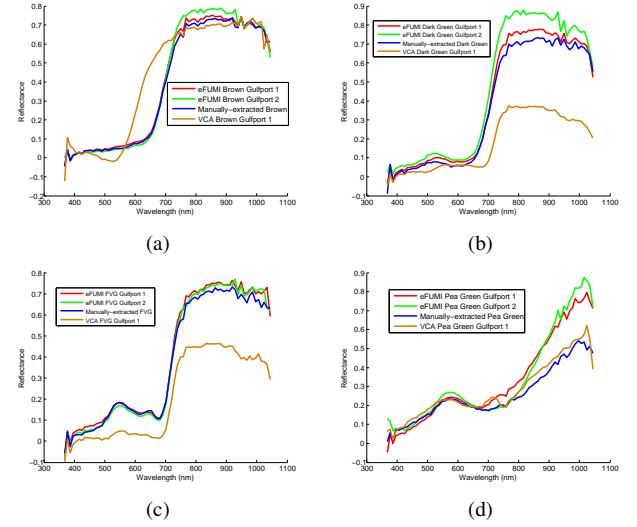 0.8
0.7
0.6
0.5
0.4
0.3
0.2
0.1
0
−0.1
−0.2
300 400 500 600 700 800 900 1000 1100
Wavelength (nm)
Reflectance
eFUMI Brown Gulfport 1
eFUMI Brown Gulfport 2
Manually−extracted Brown
VCA Brown Gulfport 1
(a)
0.9
0.8
0.7
0.6
0.5
0.4
0.3
0.2
0.1
0
−0.1
300 400 500 600 700 800 900 1000 1100
Wavelength (nm)
Reflectance
eFUMI Dark Green Gulfport 1
eFUMI Dark Green Gulfport 2
Manually−extracted Dark Green
VCA Dark Green Gulfport 1
(b)
0.8
0.7
0.6
0.5
0.4
0.3
0.2
0.1
0
−0.1
300 400 500 600 700 800 900 1000 1100
Wavelength (nm)
Reflectance
eFUMI FVG Gulfport 1
eFUMI FVG Gulfport 2
Manually−extracted FVG
VCA FVG Gulfport 1
(c)
0.9
0.8
0.7
0.6
0.5
0.4
0.3
0.2
0.1
0
−0.1
300 400 500 600 700 800 900 1000 1100
Wavelength (nm)
Reflectance
eFUMI Pea Green Gulfport 1
eFUMI Pea Green Gulfport 2
Manually−extracted Pea Green
VCA Pea Green Gulfport 1
(d)